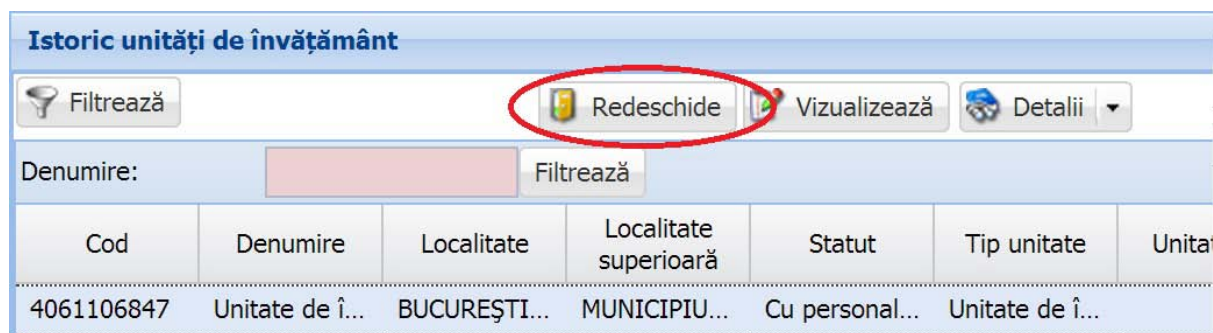 Istoric unități de învățământ
Filtrează Redeschide Vizualizează Detalii
Denumire: Filtrează
Cod Denumire Localitate Localitate superioară Statut Tip unitate
4061106847 Unitate de î... BUCUREŞTI... MUNICIPIU... Cu personal... Unitate de î...